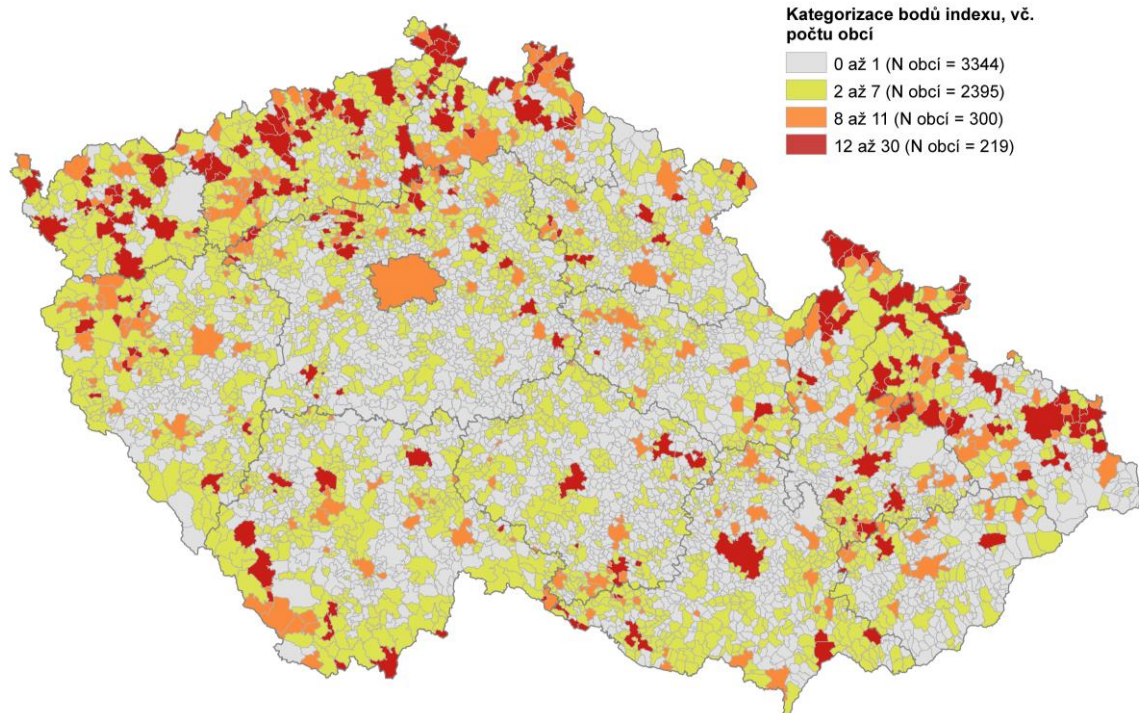 Kategorizace bodů indexu, vč.
počtu obcí
0 až 1 (N obcí = 3344)
2 až 7 (N obcí = 2395)
8 až 11 (N obcí = 300)
12 až 30 (N obcí = 219)